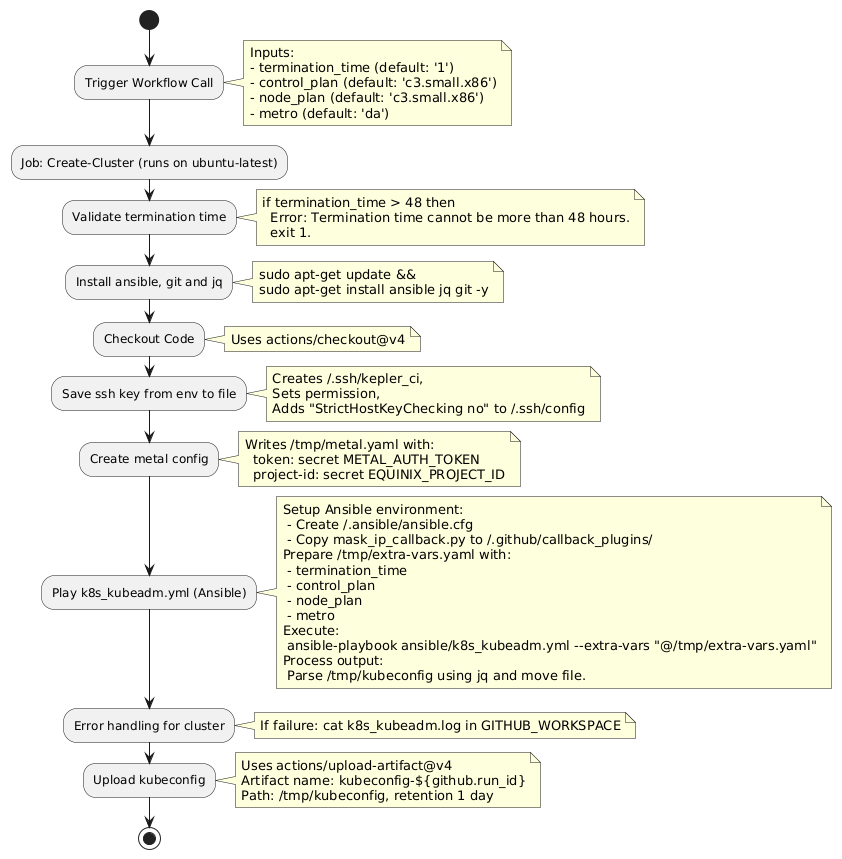 Trigger Workflow Call
Inputs:
- termination_time (default: '1')
- control_plan (default: 'c3.small.x86')
- node_plan (default: 'c3.small.x86')
- metro (default: 'da')
Job: Create-Cluster (runs on ubuntu-latest)
Validate termination time
if termination_time > 48 then
  Error: Termination time cannot be more than 48 hours.
  exit 1.
Install ansible, git and jq
sudo apt-get update &&
sudo apt-get install ansible jq git -y
Checkout Code
Uses actions/checkout@v4
Save ssh key from env to file
Creates /.ssh/kepler_ci,
Sets permission,
Adds "StrictHostKeyChecking no" to /.ssh/config
Create metal config
Writes /tmp/metal.yaml with:
  token: secret METAL_AUTH_TOKEN
  project-id: secret EQUINIX_PROJECT_ID
Play k8s_kubeadm.yml (Ansible)
Setup Ansible environment:
 - Create /.ansible/ansible.cfg
 - Copy mask_ip_callback.py to /.github/callback_plugins/
Prepare /tmp/extra-vars.yaml with:
 - termination_time
 - control_plan
 - node_plan
 - metro
Execute:
 ansible-playbook ansible/k8s_kubeadm.yml --extra-vars "@/tmp/extra-vars.yaml"
Process output:
 Parse /tmp/kubeconfig using jq and move file.
Error handling for cluster
If failure: cat k8s_kubeadm.log in GITHUB_WORKSPACE
Upload kubeconfig
Uses actions/upload-artifact@v4
Artifact name: kubeconfig-${github.run_id}
Path: /tmp/kubeconfig, retention 1 day